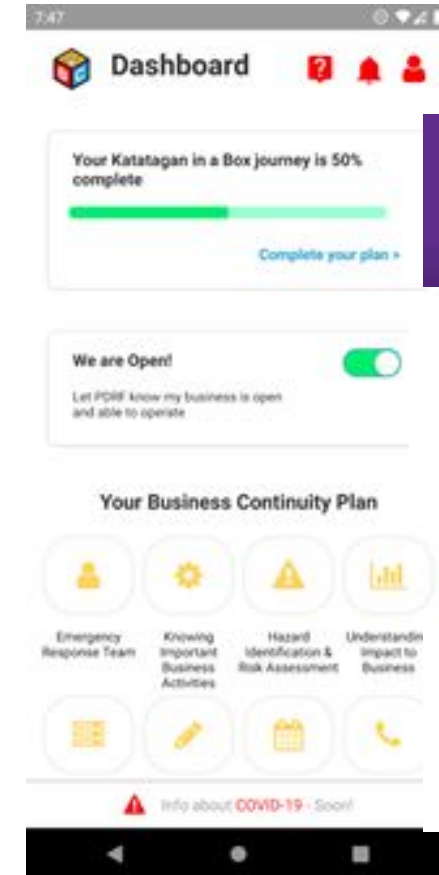 7:47
Dashboard
Your Katatagan in a Box journey is 50%
complete
Complete your plan »
We are Open!
Let PDRF know my business is open
and able to operate
Your Business Continuity Plan
Emergency Knowing Hazard Understandin
Response Team Important Identification & Impact to
Business Risk Assessment Business
Activities
Info about COVID-19 - Soon!